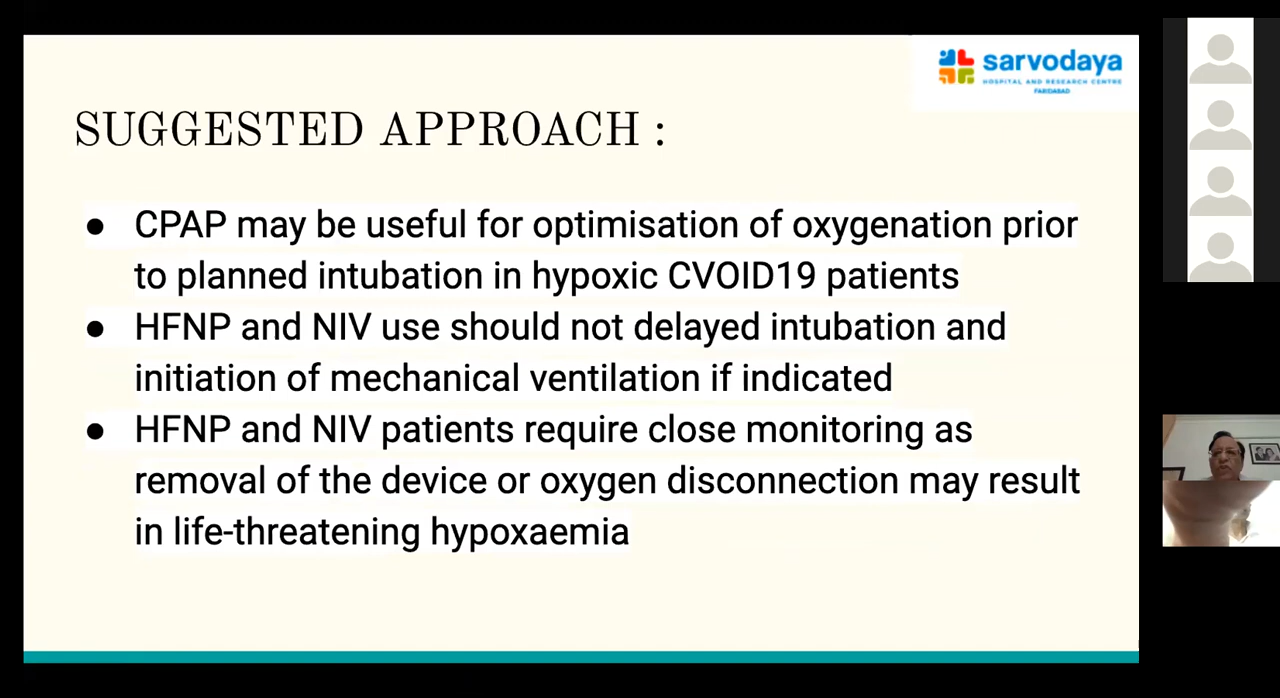 sarvodaya
HOSPITAL AND RESEARCH CENTRE
FARIDABAD
SUGGESTED APPROACH :
● CPAP may be useful for optimisation of oxygenation prior
to planned intubation in hypoxic CVOID19 patients
● HFNP and NIV use should not delayed intubation and
initiation of mechanical ventilation if indicated
● HFNP and NIV patients require close monitoring as
removal of the device or oxygen disconnection may result
in life-threatening hypoxaemia